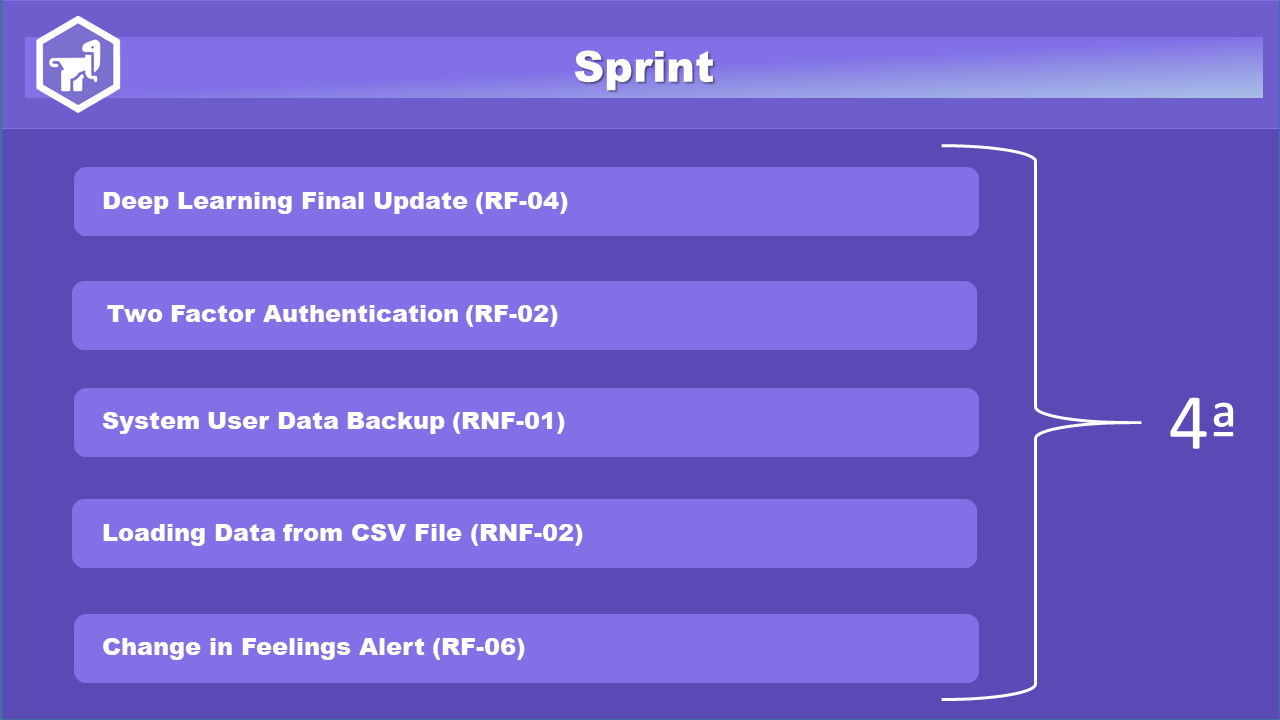 Sprint
Deep Learning Final Update (RF-04)
Two Factor Authentication (RF-02)
System User Data Backup (RNF-01)
Loading Data from CSV File (RNF-02)
Change in Feelings Alert (RF-06)
4ª